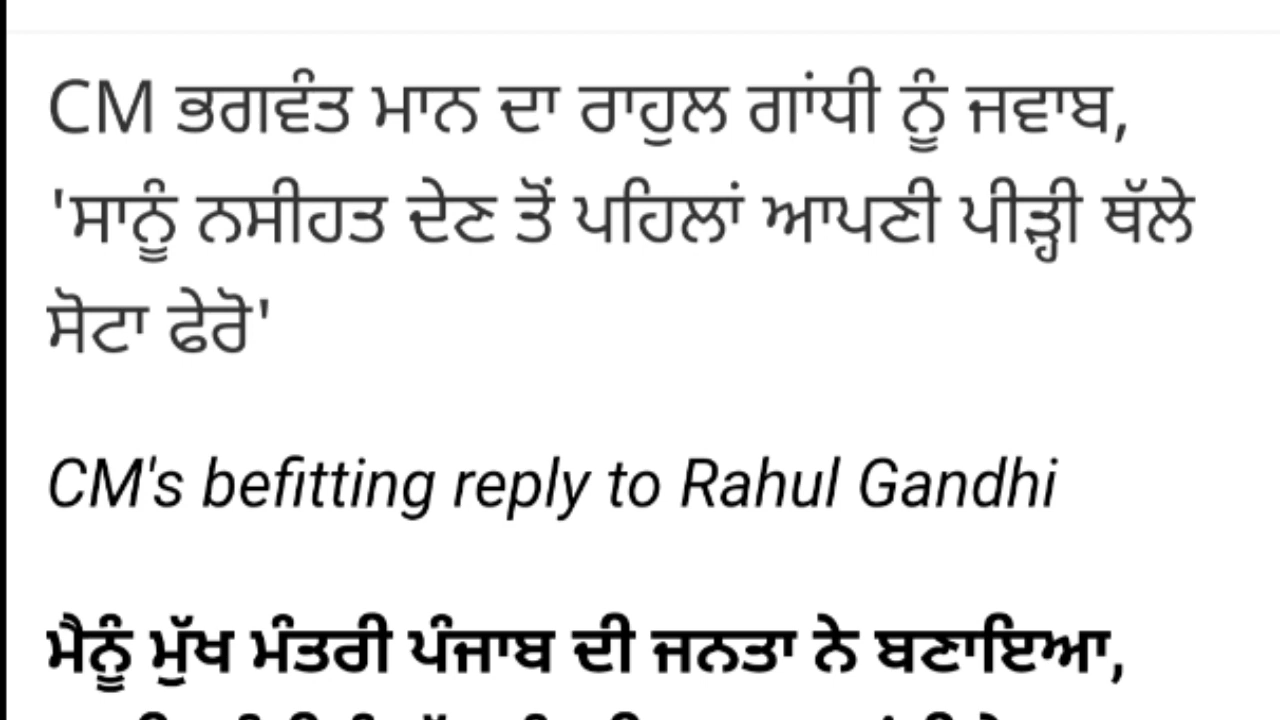 CM ਭਗਵੰਤ ਮਾਨ ਦਾ ਰਾਹੁਲ ਗਾਂਧੀ ਨੂੰ ਜਵਾਬ,
'ਸਾਨੂੰ ਨਸੀਹਤ ਦੇਣ ਤੋਂ ਪਹਿਲਾਂ ਆਪਣੀ ਪੀੜ੍ਹੀ ਥੱਲੇ
ਸੋਟਾ ਫੇਰੋ'
CM's befitting reply to Rahul Gandhi
ਮੈਨੂੰ ਮੁੱਖ ਮੰਤਰੀ ਪੰਜਾਬ ਦੀ ਜਨਤਾ ਨੇ ਬਣਾਇਆ,